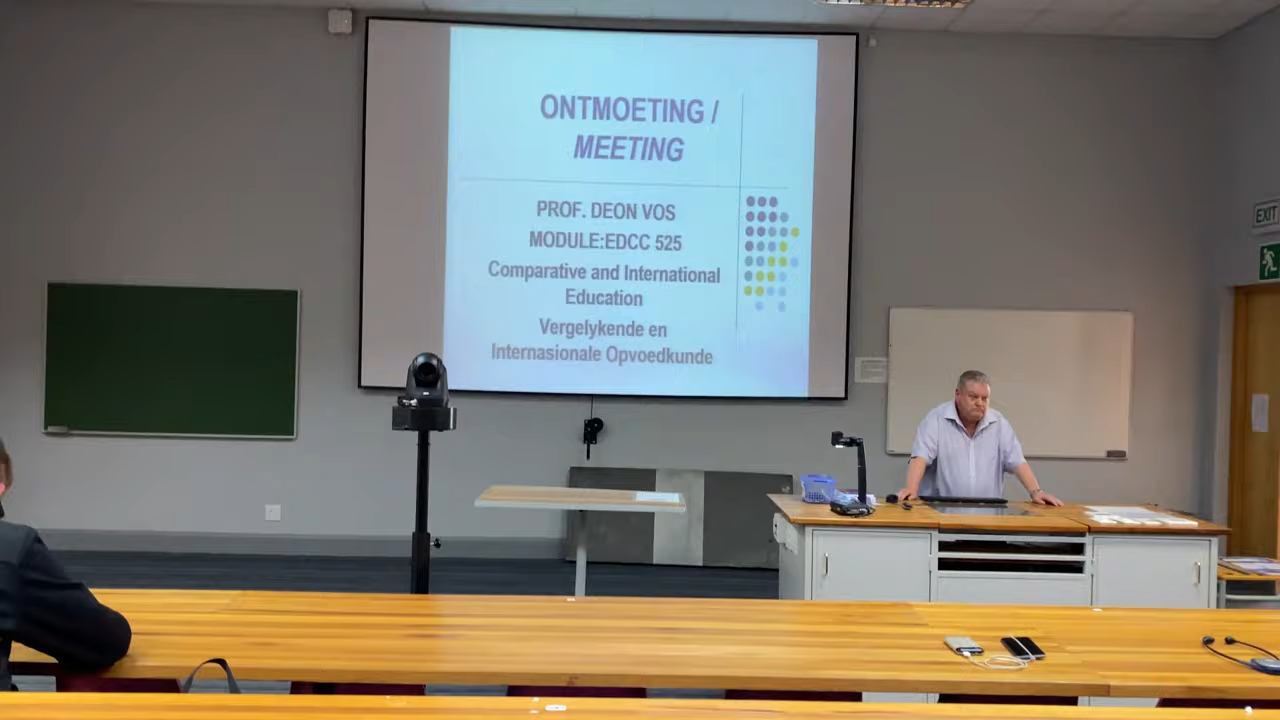 ONTMOETING /
MEETING
PROF. DEON VOS
MODULE:EDCC 525
Comparative and International
Education
Vergelykende en
Internasionale Opvoedkunde
EXIT